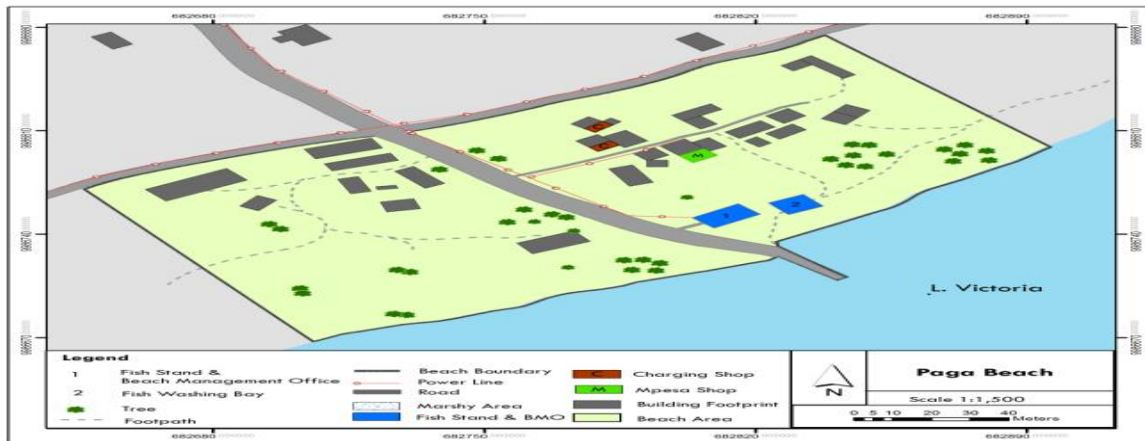 682680 682750 682820 682890
C
C
M
1
2
L. Victoria
Legend
1 Fish Stand &
Beach Management Office
2 Fish Washing Bay
Tree
Footpath
Beach Boundary
Power Line
Road
Marshy Area
Fish Stand & BMO
C Charging Shop
M Mpesa Shop
Building Footprint
Beach Area
N
Paga Beach
Scale 1:1,500
0 5 10 20 30 40
Meters
682680 682750 682820 682890